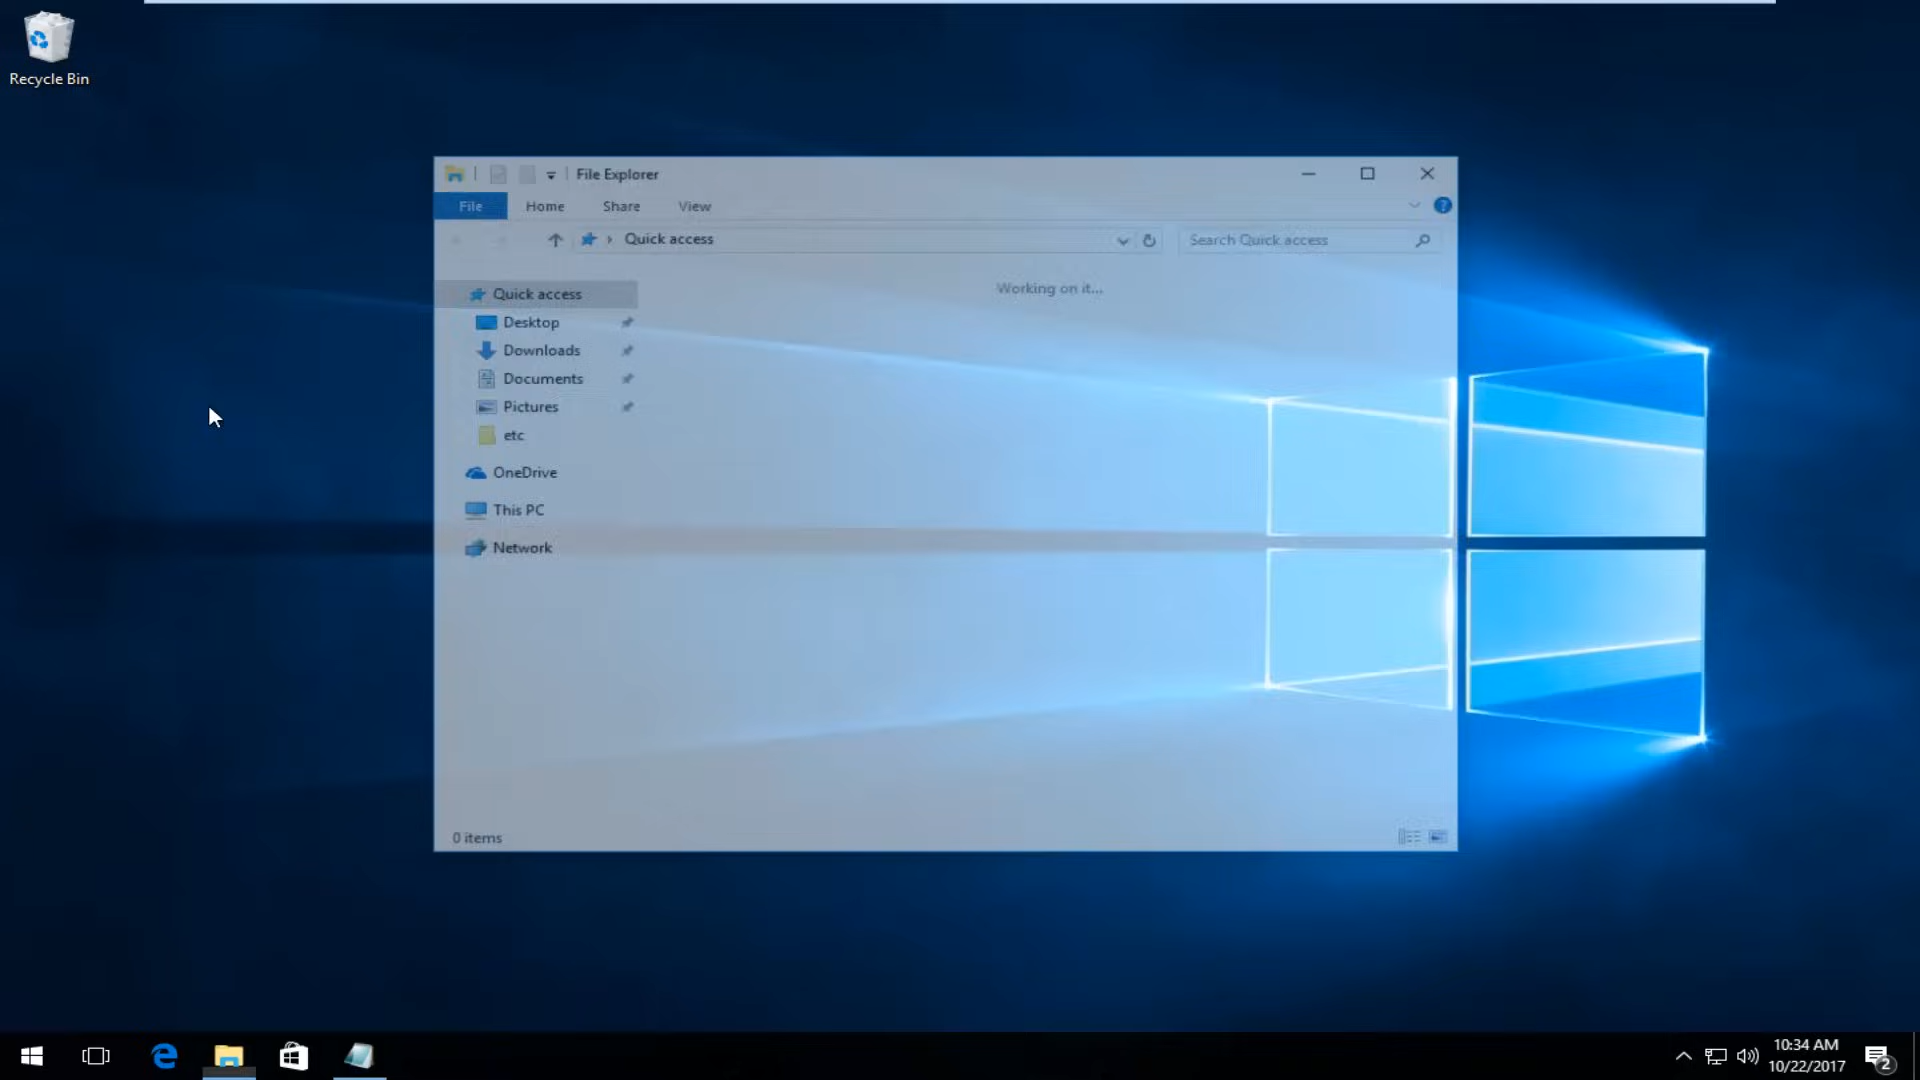 Recycle Bin
File Explorer
File Home Share View
?
Quick access
Search Quick access
Quick access
Working on it...
Desktop
Downloads
Documents
Pictures
etc
OneDrive
This PC
Network
0 items
10:34 AM
10/22/2017
2